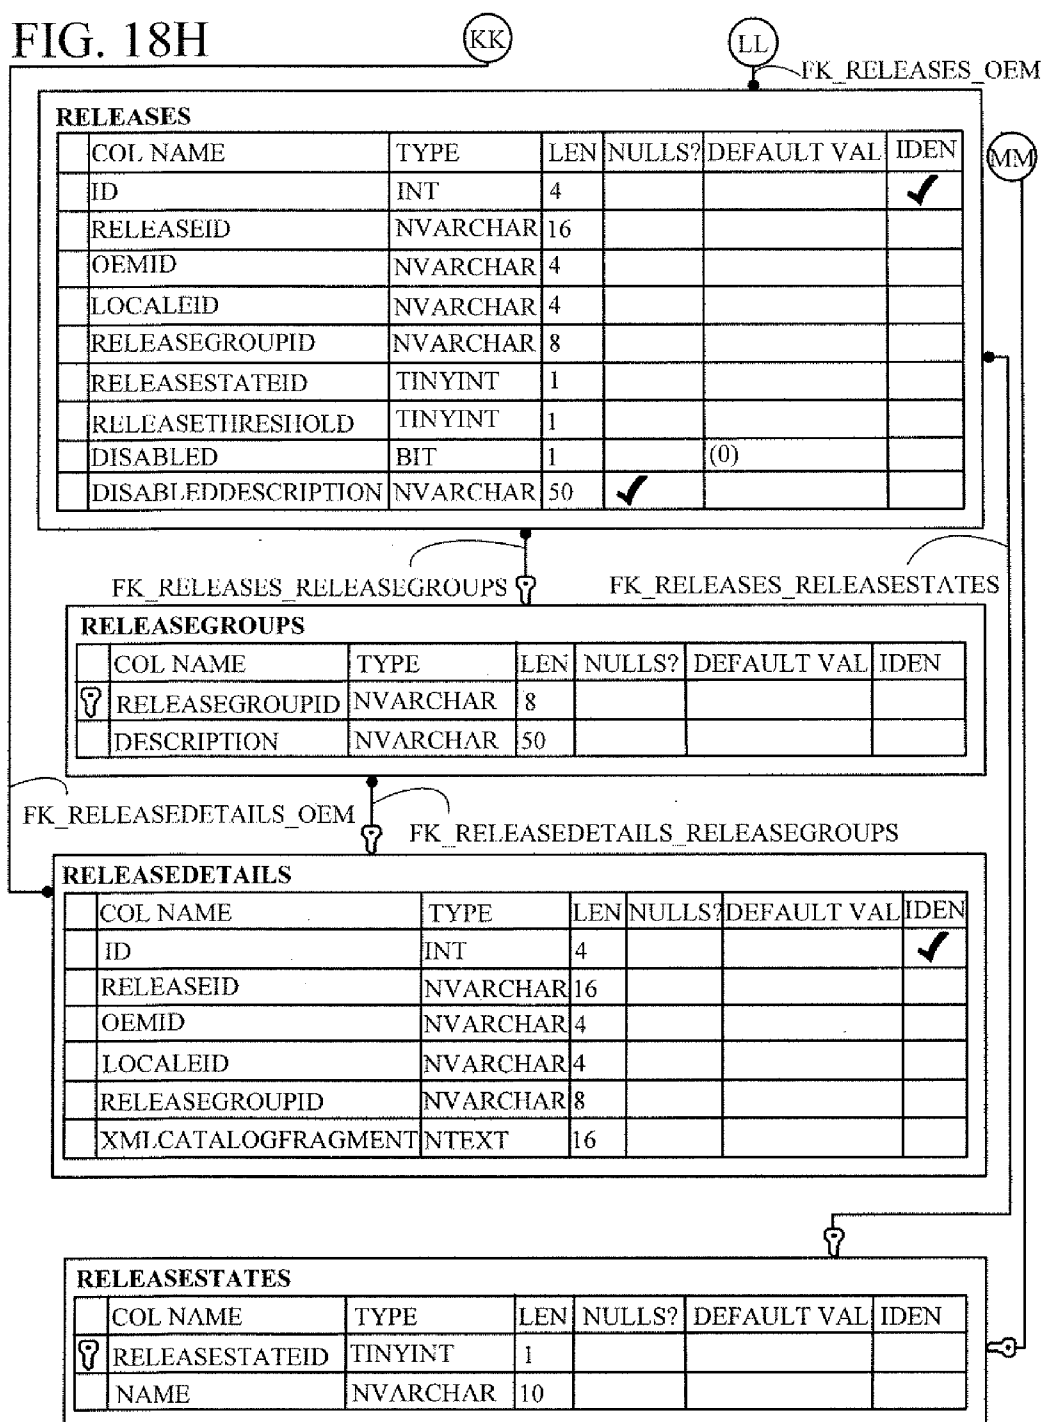 FIG. 18H
KK
LL
FK_RELEASES_OEM
RELEASES
COL NAME TYPE LEN NULLS? DEFAULT VAL IDEN
MM
ID INT 4 ✓
RELEASEID NVARCHAR 16
OEMID NVARCHAR 4
LOCALEID NVARCHAR 4
RELEASEGROUPID NVARCHAR 8
RELEASESTATEID TINYINT 1
RELEASETHRESHOLD TINYINT 1
DISABLED BIT 1 (0)
DISABLEDDESCRIPTION NVARCHAR 50 ✓
FK_RELEASES_RELEASEGROUPS
FK_RELEASES_RELEASESTATES
RELEASEGROUPS
COL NAME TYPE LEN NULLS? DEFAULT VAL IDEN
RELEASEGROUPID NVARCHAR 8
DESCRIPTION NVARCHAR 50
FK_RELEASEDETAILS_OEM
FK_RELEASEDETAILS_RELEASEGROUPS
RELEASEDETAILS
COL NAME TYPE LEN NULLS? DEFAULT VAL IDEN
ID INT 4 ✓
RELEASEID NVARCHAR 16
OEMID NVARCHAR 4
LOCALEID NVARCHAR 4
RELEASEGROUPID NVARCHAR 8
XMLCATALOGFRAGMENT NTEXT 16
RELEASESTATES
COL NAME TYPE LEN NULLS? DEFAULT VAL IDEN
RELEASESTATEID TINYINT 1
NAME NVARCHAR 10